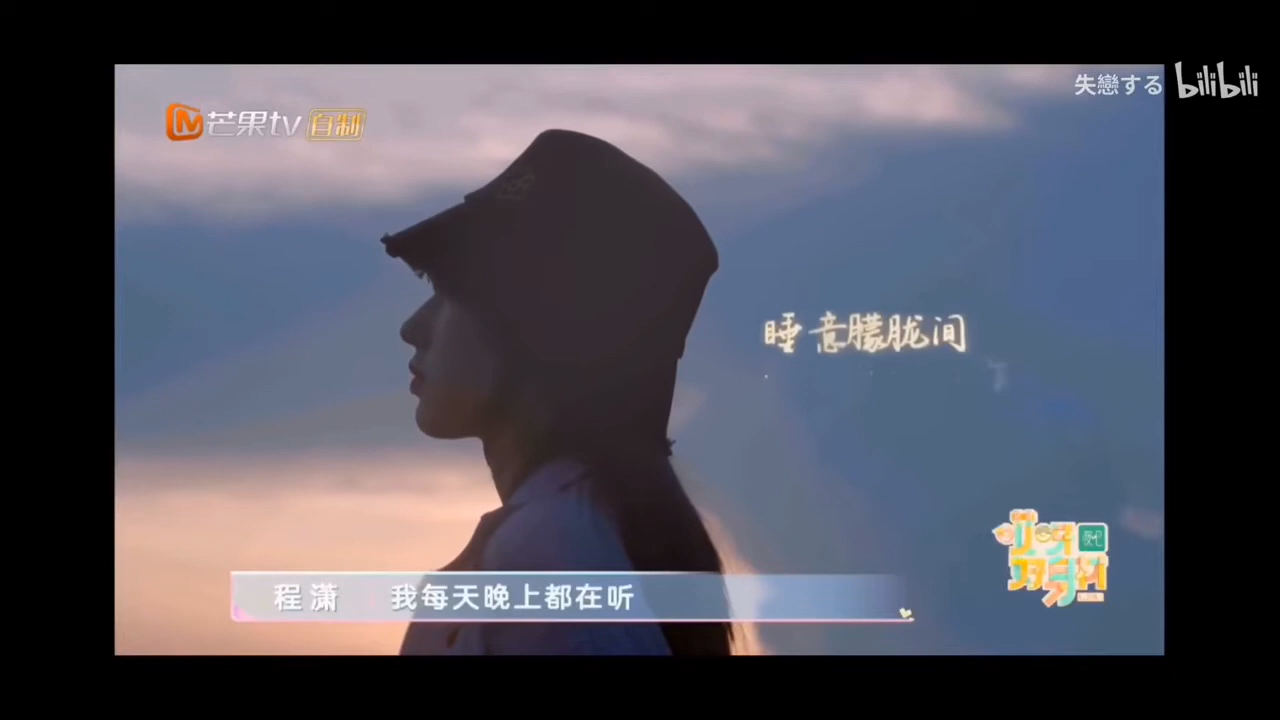 失戀する bilibili
芒果tv 自制
睡意朦胧间
程潇 我每天晚上都在听